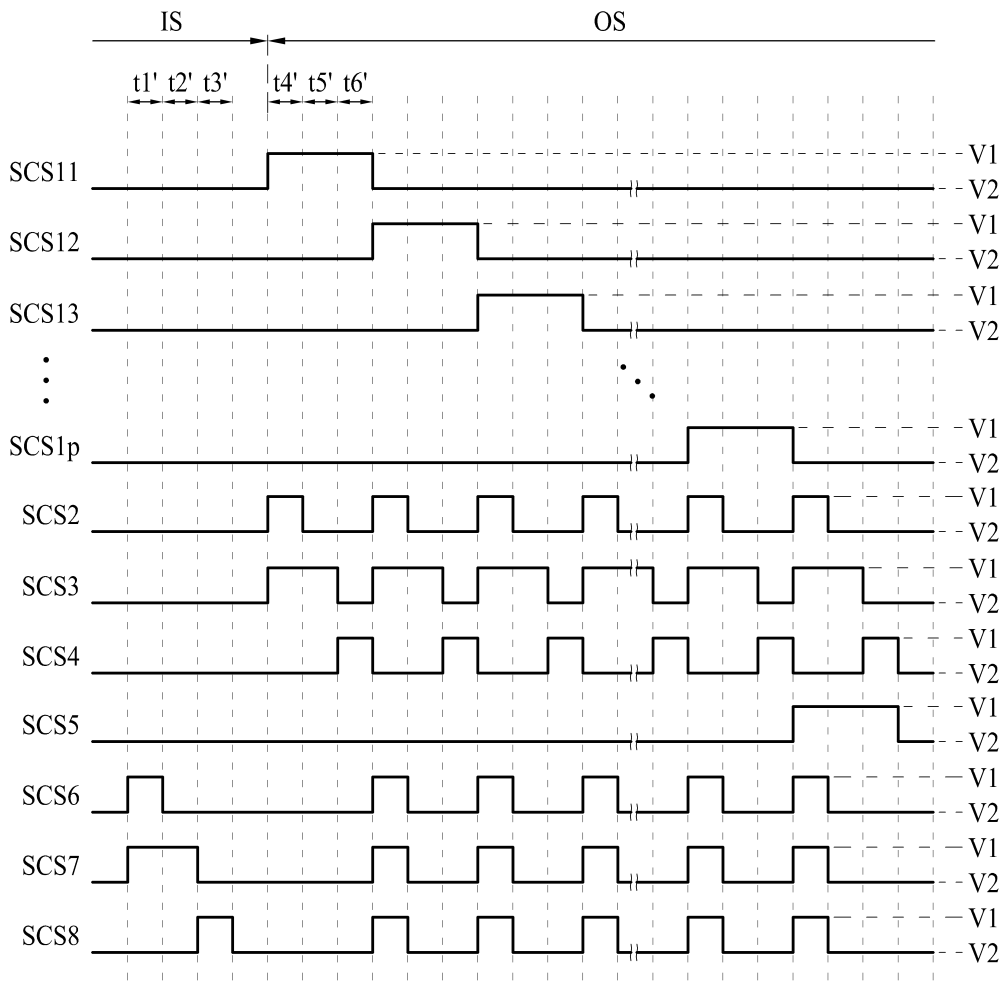 IS OS
t1' t2' t3' t4' t5' t6'
SCS11 V1
V2
SCS12 V1
V2
SCS13 V1
V2
SCS1p V1
V2
SCS2 V1
V2
SCS3 V1
V2
SCS4 V1
V2
SCS5 V1
V2
SCS6 V1
V2
SCS7 V1
V2
SCS8 V1
V2